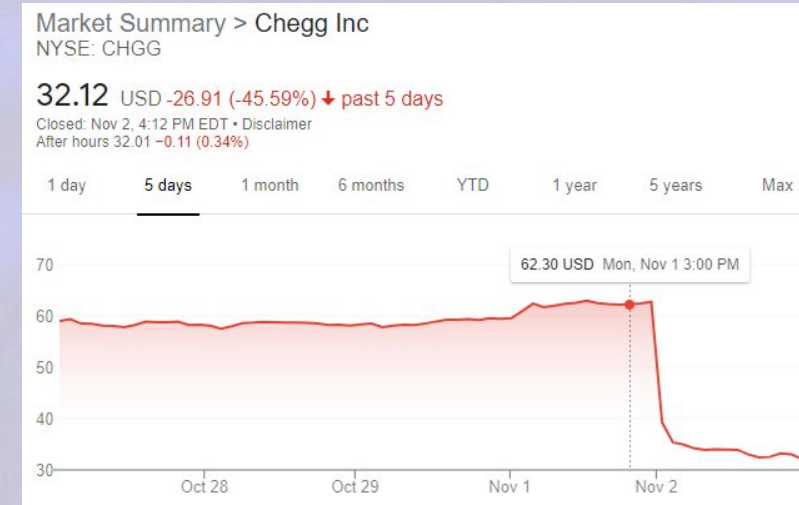 Market Summary > Chegg Inc
NYSE: CHGG
32.12 USD -26.91 (-45.59%) ↓ past 5 days
Closed: Nov 2, 4:12 PM EDT • Disclaimer
After hours 32.01 −0.11 (0.34%)
1 day 5 days 1 month 6 months YTD 1 year 5 years Max
62.30 USD Mon, Nov 1 3:00 PM
70
60
50
40
30
Oct 28 Oct 29 Nov 1 Nov 2